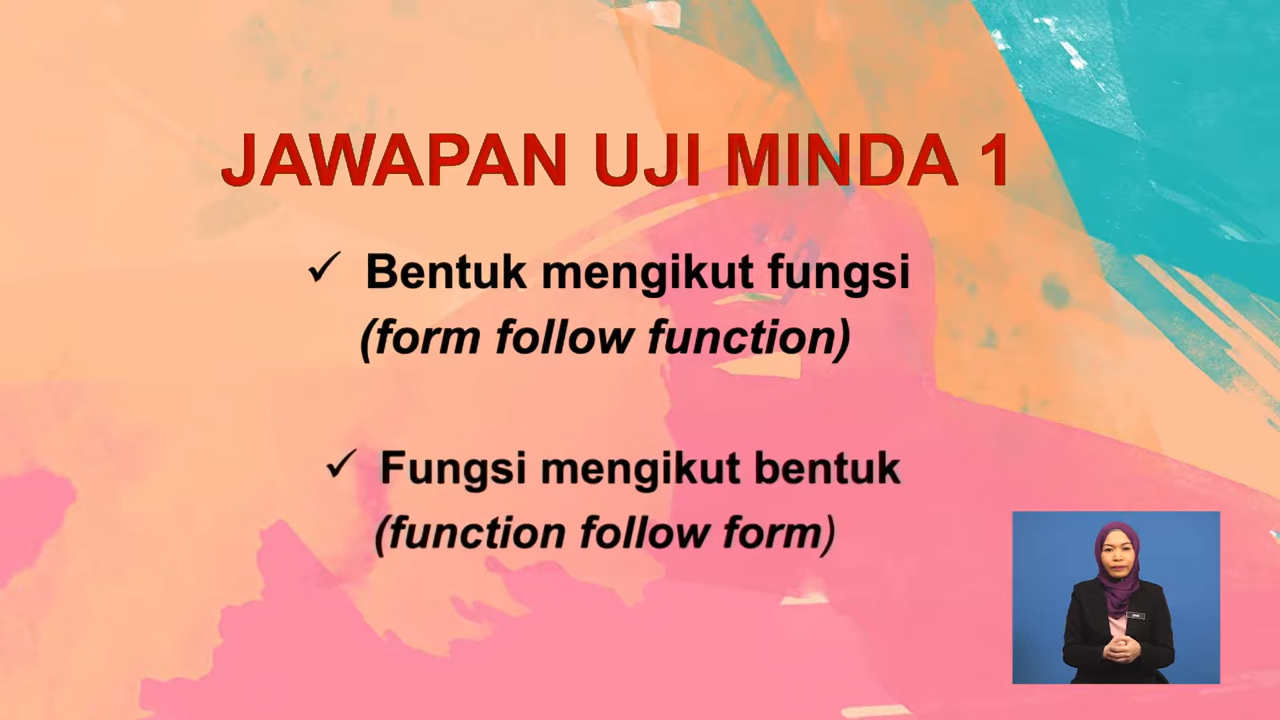 JAWAPAN UJI MINDA 1
✓ Bentuk mengikut fungsi
(form follow function)
✓ Fungsi mengikut bentuk
(function follow form)